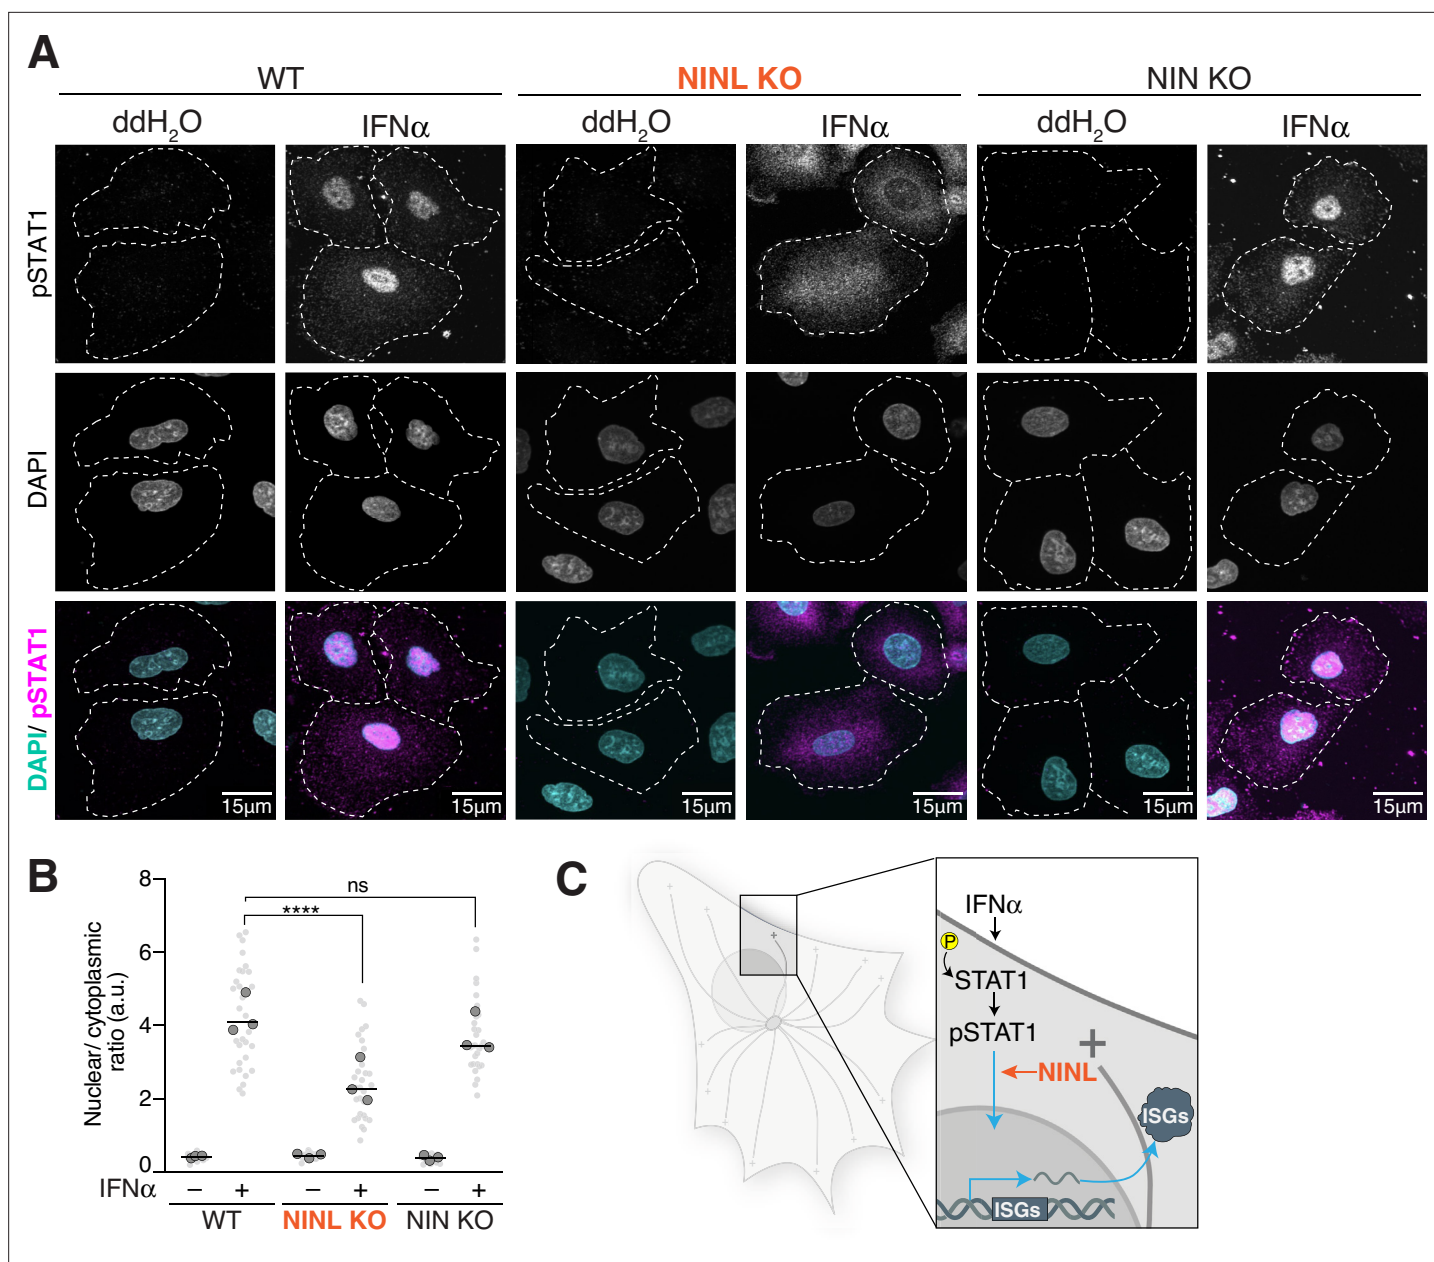 A
WT
NINL KO
NIN KO
ddH2O
IFNα
ddH2O
IFNα
ddH2O
IFNα
pSTAT1
DAPI
DAPI/ pSTAT1
15µm
15µm
15µm
15µm
15µm
15µm
B
Nuclear/ cytoplasmic
ratio (a.u.)
8
6
4
2
0
ns
****
IFNα − + − + − +
WT
NINL KO
NIN KO
C
IFNα
P
STAT1
pSTAT1
+
NINL
ISGs
ISGs